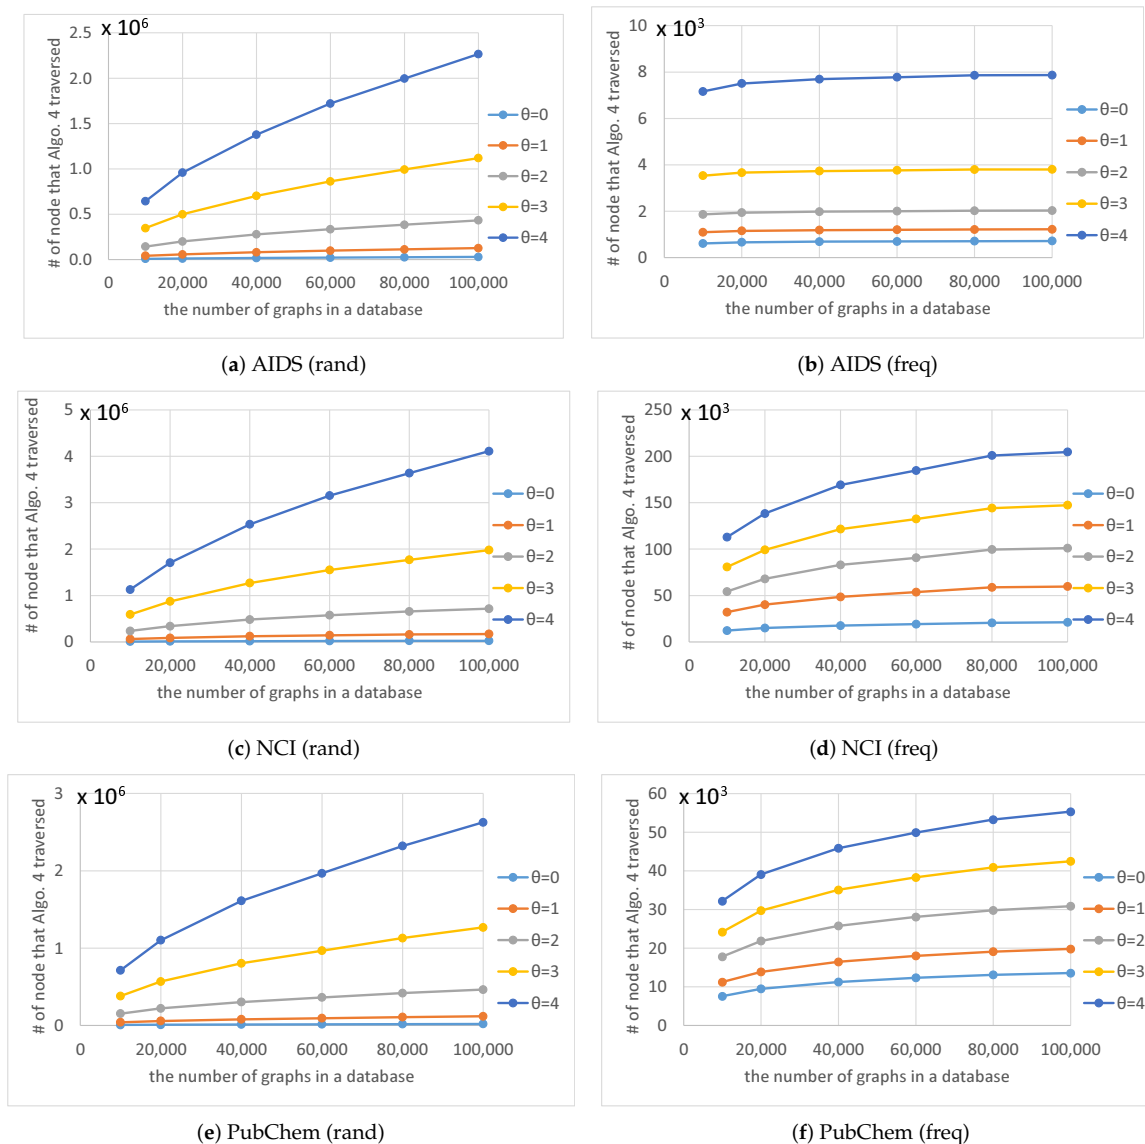 x 10^6
# of node that Algo. 4 traversed
2.5
2.0
1.5
1.0
0.5
0.0
0 20,000 40,000 60,000 80,000 100,000
the number of graphs in a database
θ=0
θ=1
θ=2
θ=3
θ=4
(a) AIDS (rand)
x 10^3
# of node that Algo. 4 traversed
10
8
6
4
2
0
0 20,000 40,000 60,000 80,000 100,000
the number of graphs in a database
θ=0
θ=1
θ=2
θ=3
θ=4
(b) AIDS (freq)
x 10^6
# of node that Algo. 4 traversed
5
4
3
2
1
0
0 20,000 40,000 60,000 80,000 100,000
the number of graphs in a database
θ=0
θ=1
θ=2
θ=3
θ=4
(c) NCI (rand)
x 10^3
# of node that Algo. 4 traversed
250
200
150
100
50
0
0 20,000 40,000 60,000 80,000 100,000
the number of graphs in a database
θ=0
θ=1
θ=2
θ=3
θ=4
(d) NCI (freq)
x 10^6
# of node that Algo. 4 traversed
3
2
1
0
0 20,000 40,000 60,000 80,000 100,000
the number of graphs in a database
θ=0
θ=1
θ=2
θ=3
θ=4
(e) PubChem (rand)
x 10^3
# of node that Algo. 4 traversed
60
50
40
30
20
10
0
0 20,000 40,000 60,000 80,000 100,000
the number of graphs in a database
θ=0
θ=1
θ=2
θ=3
θ=4
(f) PubChem (freq)